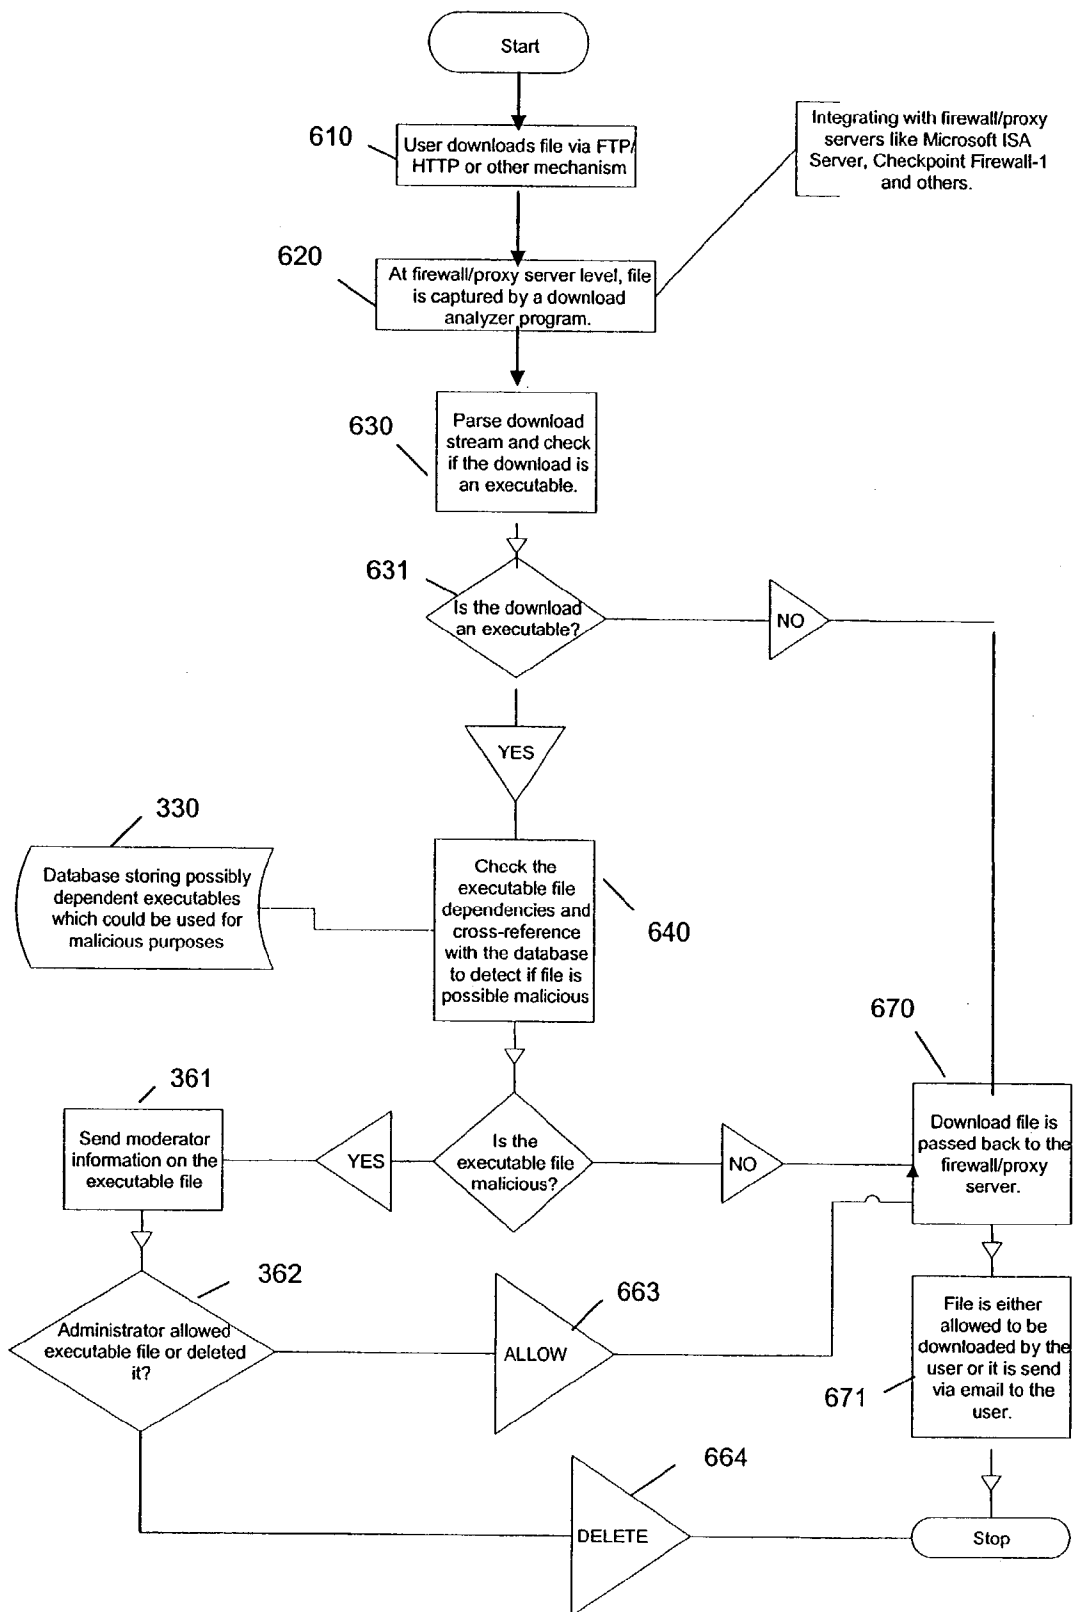 Start
610
User downloads file via FTP/
HTTP or other mechanism
Integrating with firewall/proxy
servers like Microsoft ISA
Server, Checkpoint Firewall-1
and others.
620
At firewall/proxy server level, file
is captured by a download
analyzer program.
630
Parse download
stream and check
if the download is
an executable.
631
Is the download
an executable?
NO
YES
330
Database storing possibly
dependent executables
which could be used for
malicious purposes
Check the
executable file
dependencies and
cross-reference
with the database
to detect if file is
possible malicious
640
670
361
Send moderator
information on the
executable file
YES
Is the
executable file
malicious?
NO
Download file is
passed back to the
firewall/proxy
server.
362
Administrator allowed
executable file or deleted
it?
663
ALLOW
File is either
allowed to be
downloaded by the
user or it is send
via email to the
user.
671
664
DELETE
Stop